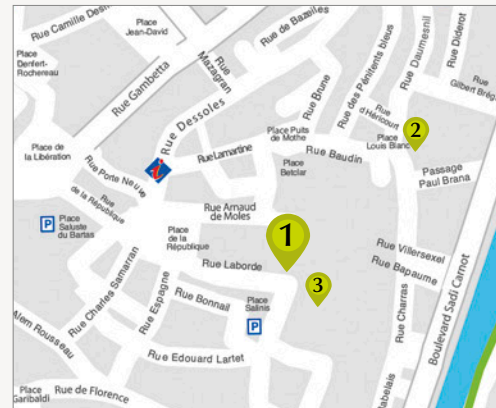 Rue Camille Desm
Place
Jean-David
Rue de Bazelles
Rue Daumesnil
Rue Diderot
Place
Denfert-
Rochereau
Rue Gambetta
Rue
Mazagran
Rue Brune
Rue des Pénitents bleus
Rue
Gilbert Brég
Rue Dessoles
Rue
d'Héricourt
2
Place de
la Libération
Rue Lamartine
Place Puits
de Mothe
Rue Baudin
Place
Louis Blanc
i
Rue Porte Neuve
Place
Betclar
Passage
Paul Brana
Rue
de la République
Rue Arnaud
de Moles
P
Place
Saluste
du Bartas
Place
de la
République
1
Rue Villersexel
Rue Laborde
Rue Bapaume
3
Rue Charles Samarran
Rue Espagne
Rue Bonnail
Place
Salinis
P
Rue Charras
Boulevard Sadi Carnot
Alem Rousseau
Rue Edouard Lartet
Rabelais
Place
Garibaldi
Rue de Florence